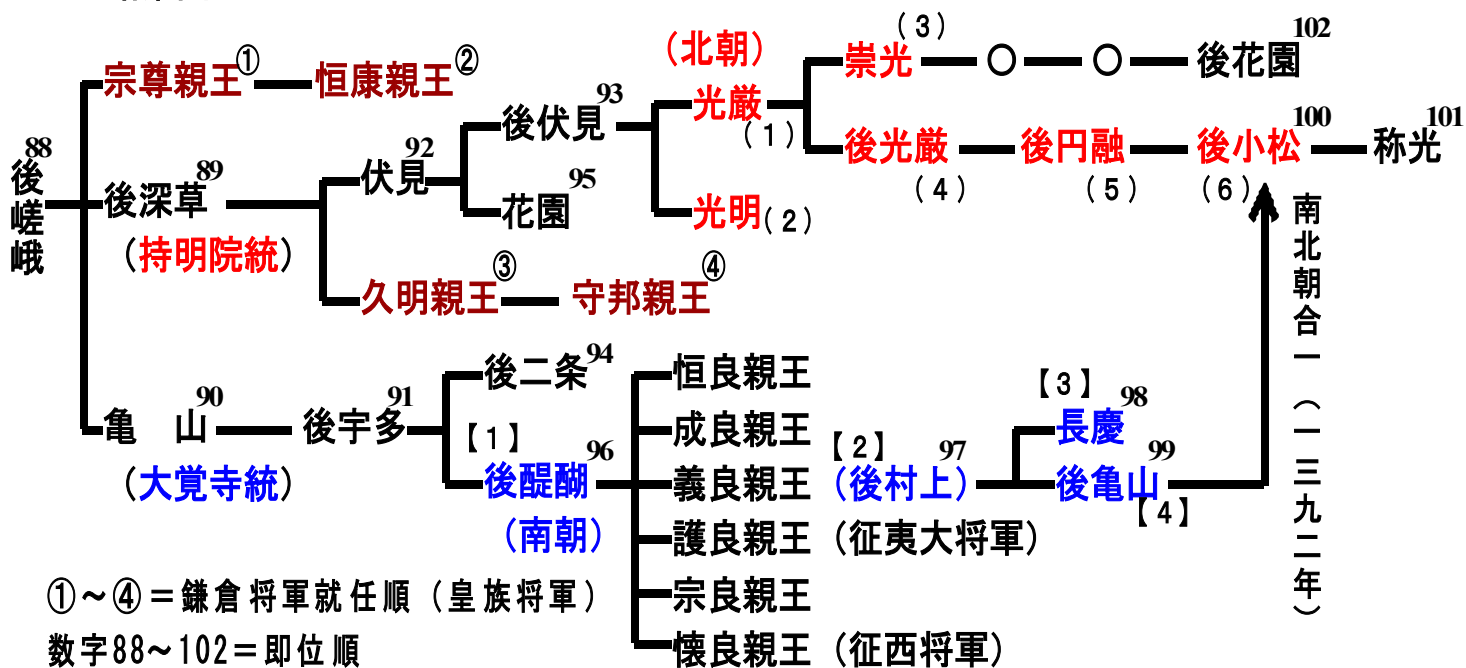 後嵯峨 88
宗尊親王 ①
恒康親王 ②
後深草 89
(持明院統)
伏見 92
後伏見 93
花園 95
久明親王 ③
守邦親王 ④
(北朝)
光厳 (1)
光明 (2)
崇光 (3)
○
○
後花園 102
後光厳 (4)
後円融 (5)
後小松 100 (6)
称光 101
亀 山 90
(大覚寺統)
後宇多 91
後二条 94
【1】
後醍醐 96
(南朝)
恒良親王
成良親王
義良親王 (後村上) 【2】 97
護良親王 (征夷大将軍)
宗良親王
懐良親王 (征西将軍)
【3】
長慶 98
後亀山 99
【4】
南北朝合一(一三九二年)
①~④=鎌倉将軍就任順(皇族将軍)
数字88~102=即位順